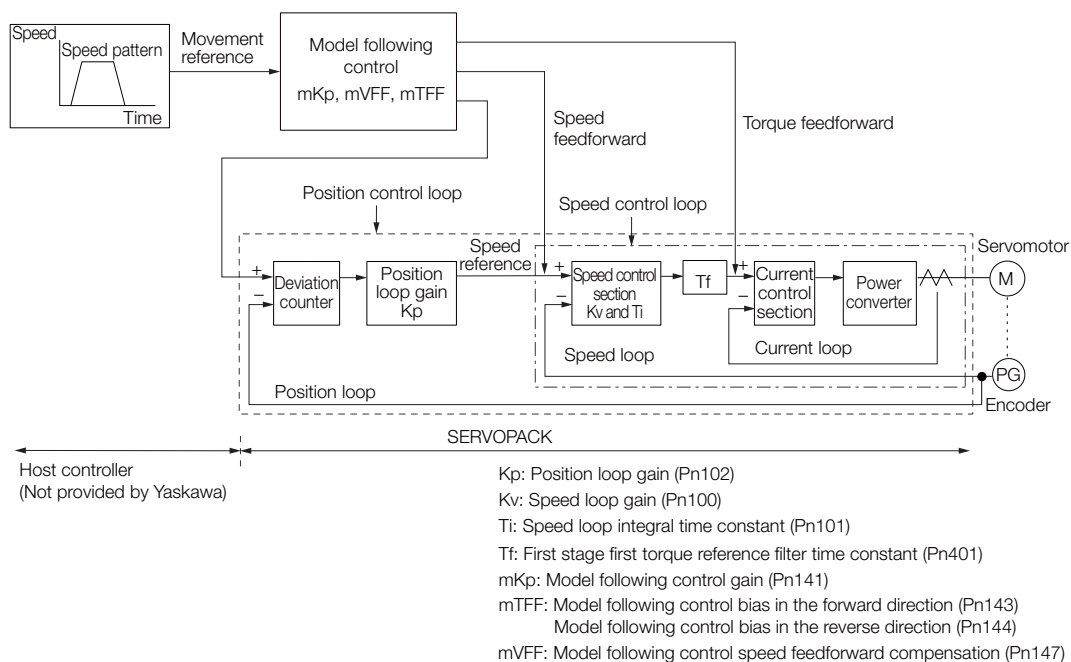 Speed
Speed pattern
Time
Movement
reference
Model following
control
mKp, mVFF, mTFF
Speed
feedforward
Torque feedforward
Position control loop
Speed control loop
Speed
reference
Servomotor
+
−
Deviation
counter
Position
loop gain
Kp
+
−
Speed control
section
Kv and Ti
Tf
+
−
Current
control
section
Power
converter
M
Speed loop
Current loop
PG
Position loop
Encoder
SERVOPACK
Host controller
(Not provided by Yaskawa)
Kp: Position loop gain (Pn102)
Kv: Speed loop gain (Pn100)
Ti: Speed loop integral time constant (Pn101)
Tf: First stage first torque reference filter time constant (Pn401)
mKp: Model following control gain (Pn141)
mTFF: Model following control bias in the forward direction (Pn143)
Model following control bias in the reverse direction (Pn144)
mVFF: Model following control speed feedforward compensation (Pn147)